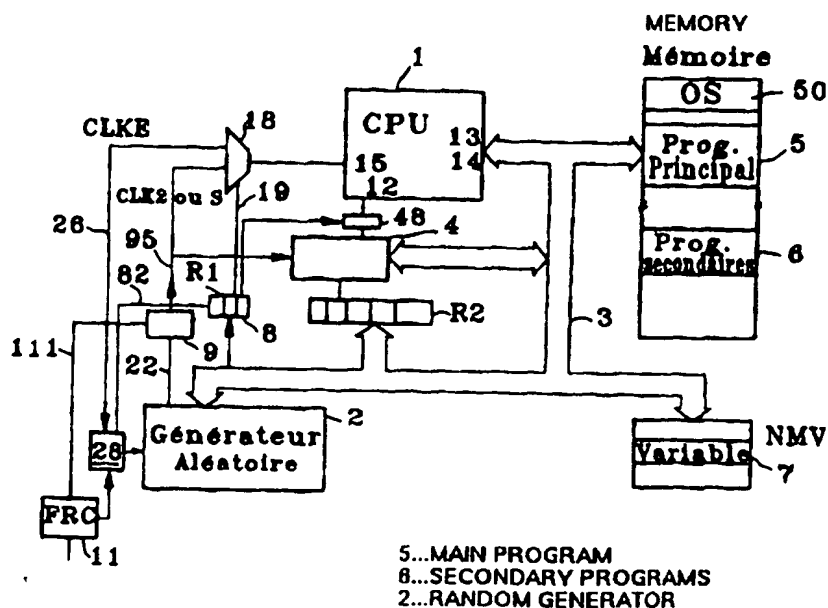 MEMORY
Mémoire
1
OS
50
CLKE
18
CPU
13
14
15
12
Prog.
Principal
5
19
CLK2 ou S
48
4
26
95
82
R1
Prog.
secondaires
6
8
R2
3
111
9
22
2
28
Générateur
Aléatoire
NMV
Variable
7
FRC
11
5...MAIN PROGRAM
6...SECONDARY PROGRAMS
2...RANDOM GENERATOR